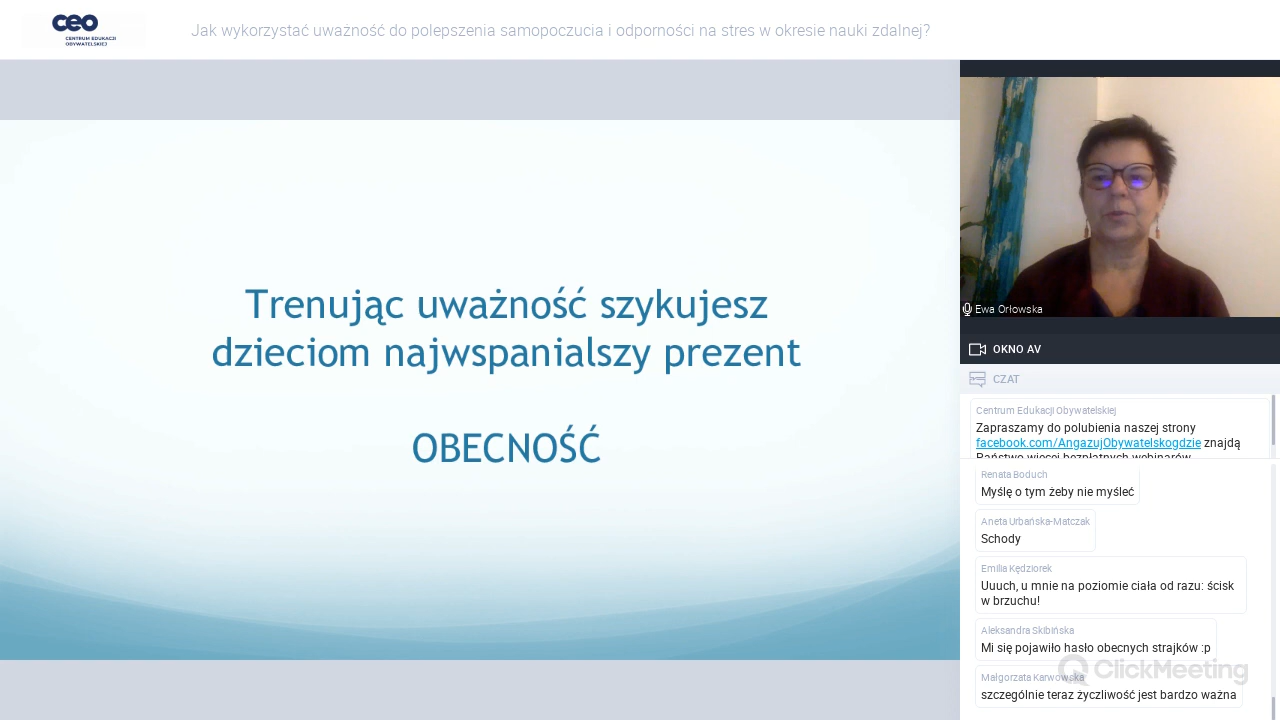 ceo
CENTRUM EDUKACJI
OBYWATELSKIEJ
Jak wykorzystać uważność do polepszenia samopoczucia i odporności na stres w okresie nauki zdalnej?
Trenując uważność szykujesz
dzieciom najwspanialszy prezent
OBECNOŚĆ
Ewa Orłowska
OKNO AV
CZAT
Centrum Edukacji Obywatelskiej
Zapraszamy do polubienia naszej strony
facebook.com/AngazujObywatelskogdzie znajdą
Państwo więcej bezpłatnych webinarów
Renata Boduch
Myślę o tym żeby nie myśleć
Aneta Urbańska-Matczak
Schody
Emilia Kędziorek
Uuuch, u mnie na poziomie ciała od razu: ścisk
w brzuchu!
Aleksandra Skibińska
Mi się pojawiło hasło obecnych strajków :p
ClickMeeting
Małgorzata Karwowska
szczególnie teraz życzliwość jest bardzo ważna